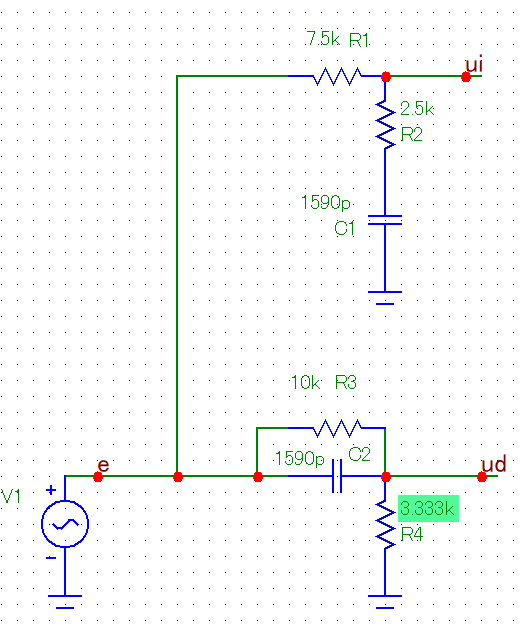 7.5k R1
ui
2.5k
R2
1590p
C1
10k R3
1590p C2
e
ud
V1
+
3.333k
R4
−